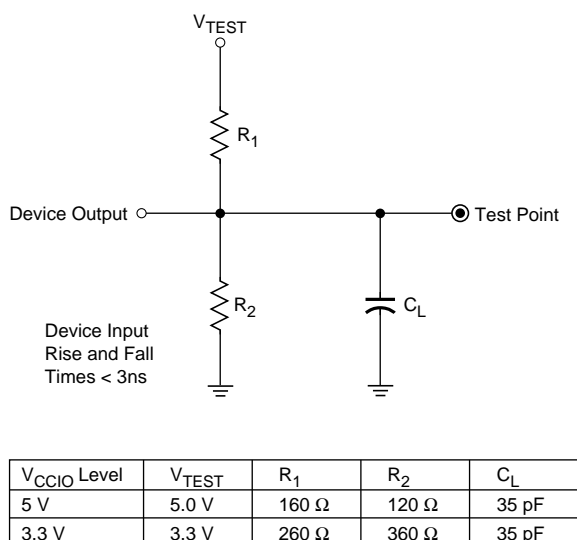 VTEST
R1
Device Output
Test Point
R2
CL
Device Input
Rise and Fall
Times < 3ns
VCCIO Level VTEST R1 R2 CL
5 V 5.0 V 160 Ω 120 Ω 35 pF
3.3 V 3.3 V 260 Ω 360 Ω 35 pF